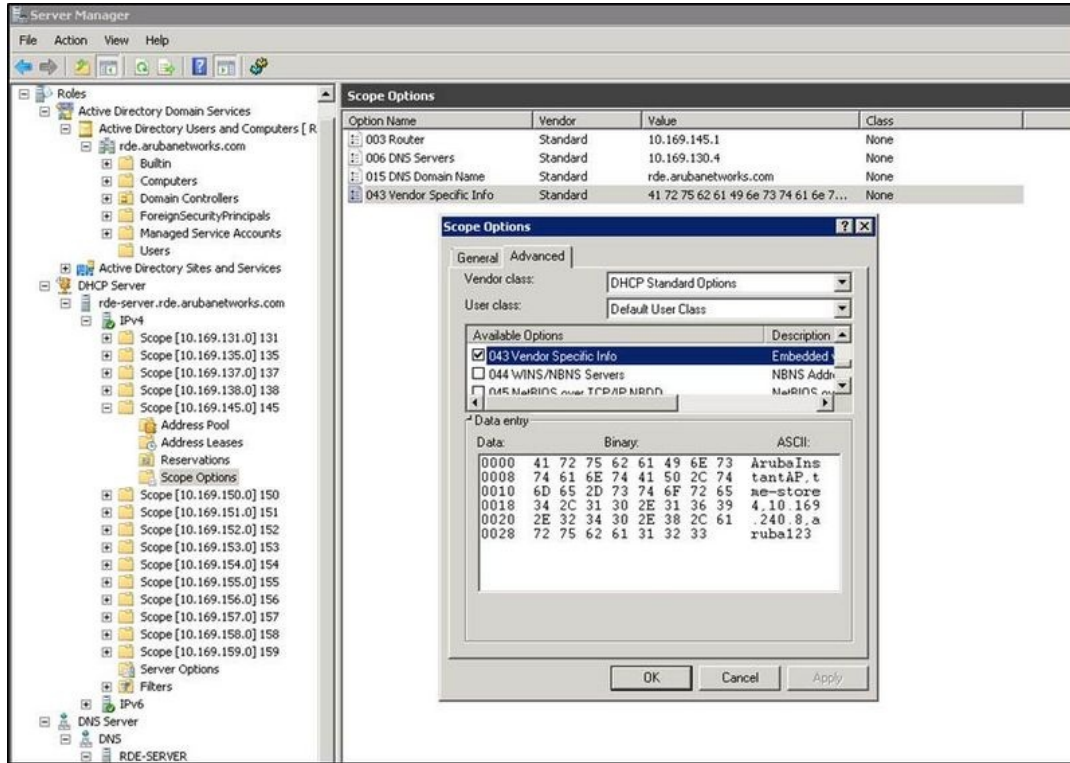 Server Manager
File Action View Help
Roles
Active Directory Domain Services
Active Directory Users and Computers [ R
rde.arubanetworks.com
Builtin
Computers
Domain Controllers
ForeignSecurityPrincipals
Managed Service Accounts
Users
Active Directory Sites and Services
DHCP Server
rde-server.rde.arubanetworks.com
IPv4
Scope [10.169.131.0] 131
Scope [10.169.135.0] 135
Scope [10.169.137.0] 137
Scope [10.169.138.0] 138
Scope [10.169.145.0] 145
Address Pool
Address Leases
Reservations
Scope Options
Scope [10.169.150.0] 150
Scope [10.169.151.0] 151
Scope [10.169.152.0] 152
Scope [10.169.153.0] 153
Scope [10.169.154.0] 154
Scope [10.169.155.0] 155
Scope [10.169.156.0] 156
Scope [10.169.157.0] 157
Scope [10.169.158.0] 158
Scope [10.169.159.0] 159
Server Options
Filters
IPv6
DNS Server
DNS
RDE-SERVER
Scope Options
Option Name Vendor Value Class
003 Router Standard 10.169.145.1 None
006 DNS Servers Standard 10.169.130.4 None
015 DNS Domain Name Standard rde.arubanetworks.com None
043 Vendor Specific Info Standard 41 72 75 62 61 49 6e 73 74 61 6e 7... None
Scope Options
General Advanced
Vendor class: DHCP Standard Options
User class: Default User Class
Available Options Description
043 Vendor Specific Info Embedded
044 WINS/NBNS Servers NBNS Addr
045 NetBIOS over TCP/IP NBDD NetBIOS
Data entry
Data: Binary: ASCII:
0000 41 72 75 62 61 49 6E 73 ArubaIns
0008 74 61 6E 74 41 50 2C 74 tantAP,t
0010 6D 65 2D 73 74 6F 72 65 me-store
0018 34 2C 31 30 2E 31 36 39 4,10.169
0020 2E 32 34 30 2E 38 2C 61 .240.8,a
0028 72 75 62 61 31 32 33 ruba123
OK Cancel Apply